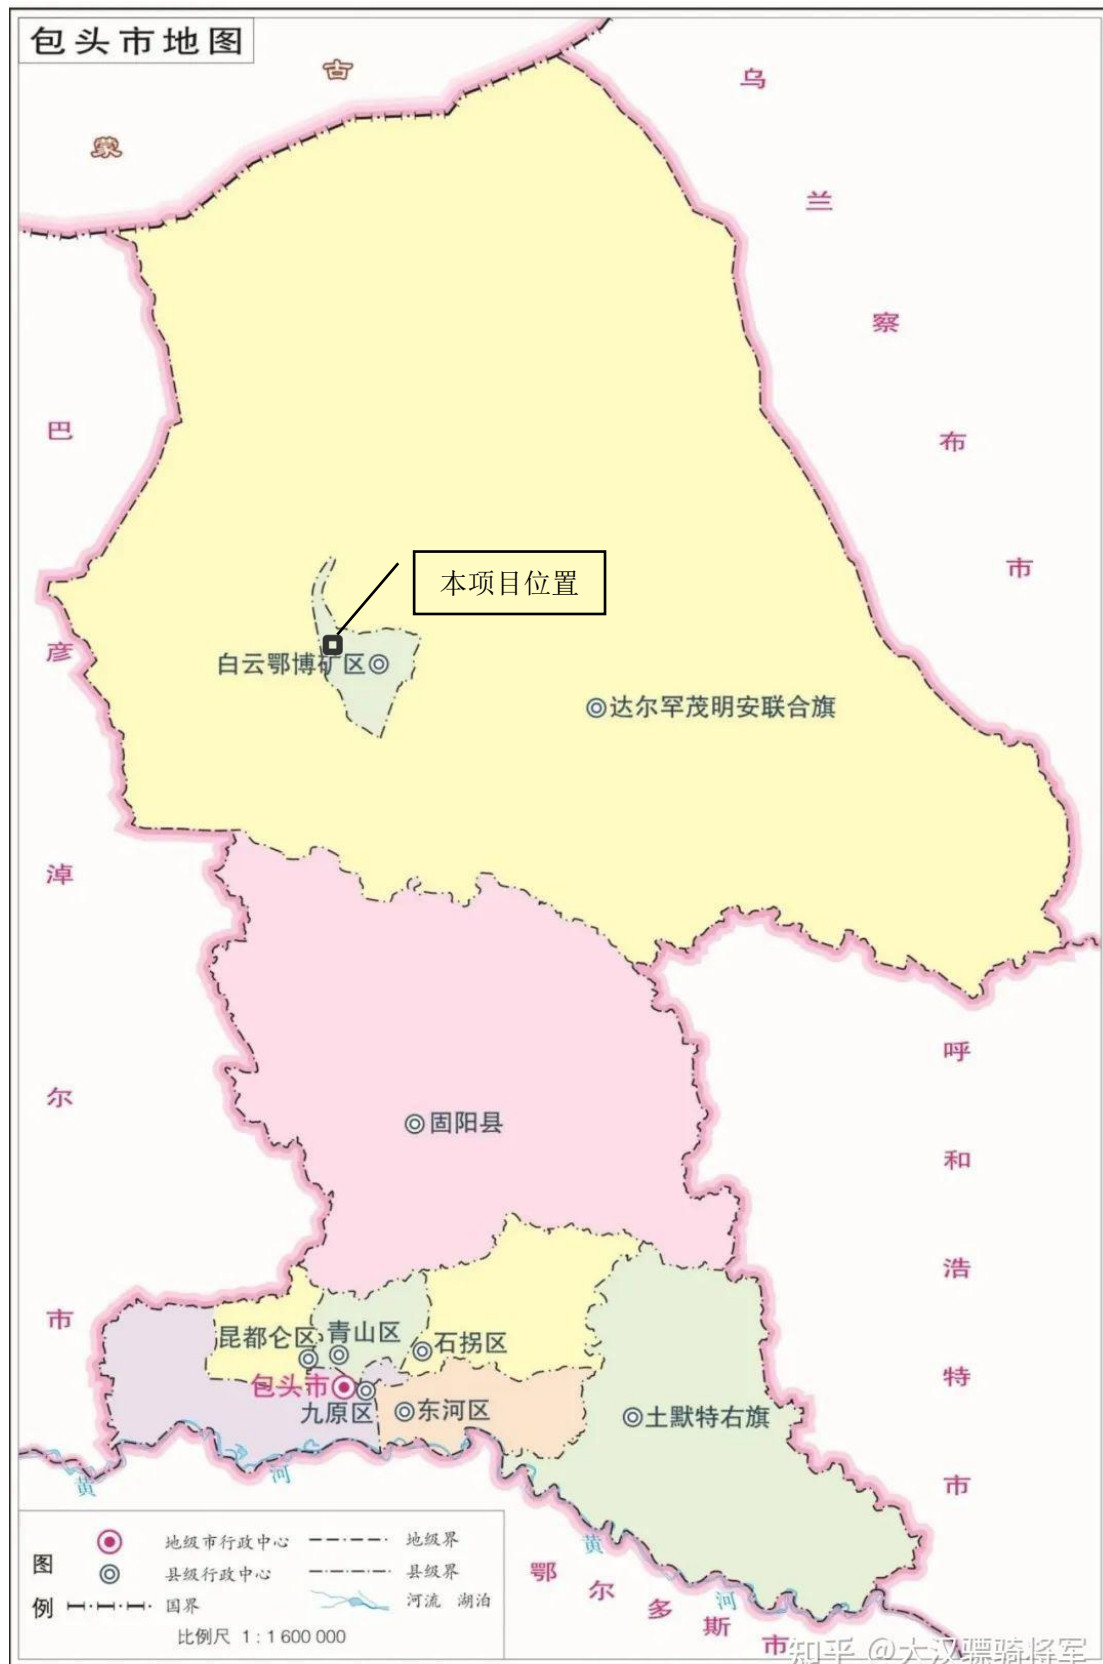 包头市地图
蒙古
乌兰察布市
巴彦淖尔市
本项目位置
白云鄂博矿区
达尔罕茂明安联合旗
固阳县
呼和浩特市
昆都仑区
青山区
石拐区
包头市
九原区
东河区
土默特右旗
黄河
黄河
鄂尔多斯市
图例
地级市行政中心
地级界
县级行政中心
县级界
国界
河流 湖泊
比例尺 1:1 600 000
知乎 @大汉骠骑将军